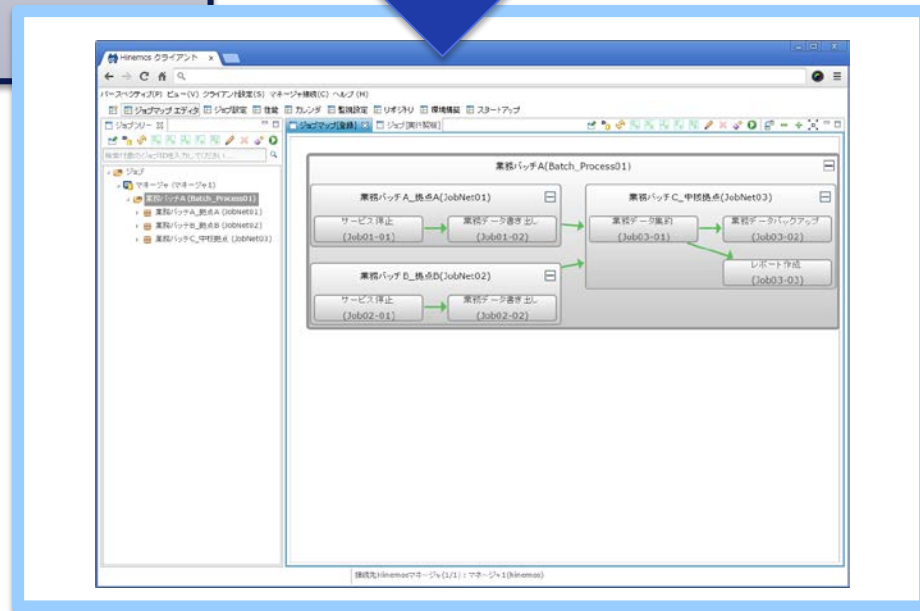 Hinemos クライアント
パースペクティブ(P) ビュー(V) クライアント設定(S) マネージャ接続(C) ヘルプ(H)
ジョブマップエディタ ジョブ設定 性能 カレンダ 監視設定 リポジトリ 環境構築 スタートアップ
ジョブツリー
ジョブマップ[登録] ジョブ[実行契機]
ジョブ
マネージャ (マネージャ1)
業務バッチA (Batch_Process01)
業務バッチA_拠点A (JobNet01)
業務バッチB_拠点B (JobNet02)
業務バッチC_中核拠点 (JobNet03)
業務バッチA(Batch_Process01)
業務バッチA_拠点A(JobNet01)
サービス停止
(Job01-01)
業務データ書き出し
(Job01-02)
業務バッチB_拠点B(JobNet02)
サービス停止
(Job02-01)
業務データ書き出し
(Job02-02)
業務バッチC_中核拠点(JobNet03)
業務データ集約
(Job03-01)
業務データバックアップ
(Job03-02)
レポート作成
(Job03-03)
接続先Hinemosマネージャ(1/1) : マネージャ1(hinemos)